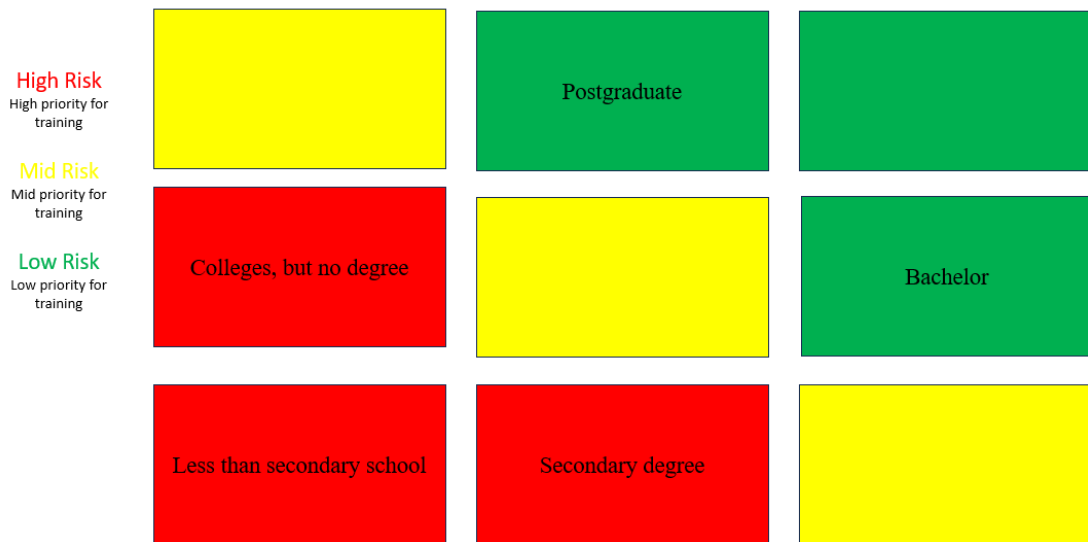 High Risk
High priority for
training
Mid Risk
Mid priority for
training
Low Risk
Low priority for
training
Postgraduate
Colleges, but no degree
Bachelor
Less than secondary school
Secondary degree